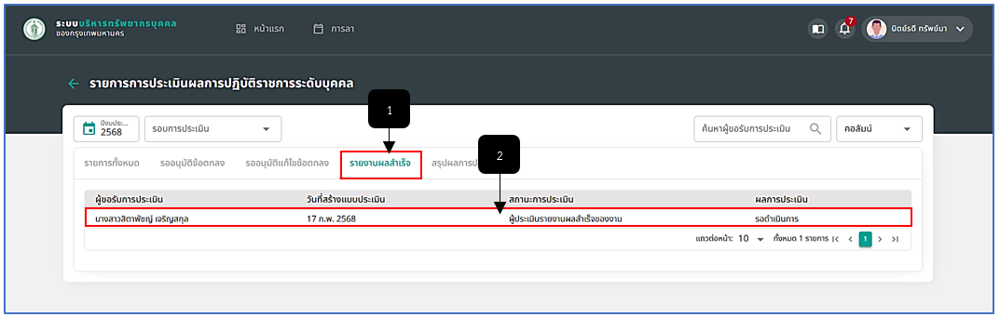 ระบบบริหารทรัพยากรบุคคล
ของกรุงเทพมหานคร
หน้าแรก
การลา
7
นิตย์รดี ทรัพย์มา
รายการการประเมินผลการปฏิบัติราชการระดับบุคคล
1
ปีงบประ...
2568
รอบการประเมิน
ค้นหาผู้ขอรับการประเมิน
คอลัมน์
2
รายการทั้งหมด รออนุมัติข้อตกลง รออนุมัติแก้ไขข้อตกลง รายงานผลสำเร็จ สรุปผลการป
ผู้ขอรับการประเมิน วันที่สร้างแบบประเมิน สถานะการประเมิน ผลการประเมิน
นางสาวสิตาพัชญ์ เจริญสกุล 17 ก.พ. 2568 ผู้ประเมินรายงานผลสำเร็จของงาน รอดำเนินการ
แถวต่อหน้า: 10 ทั้งหมด 1 รายการ 1